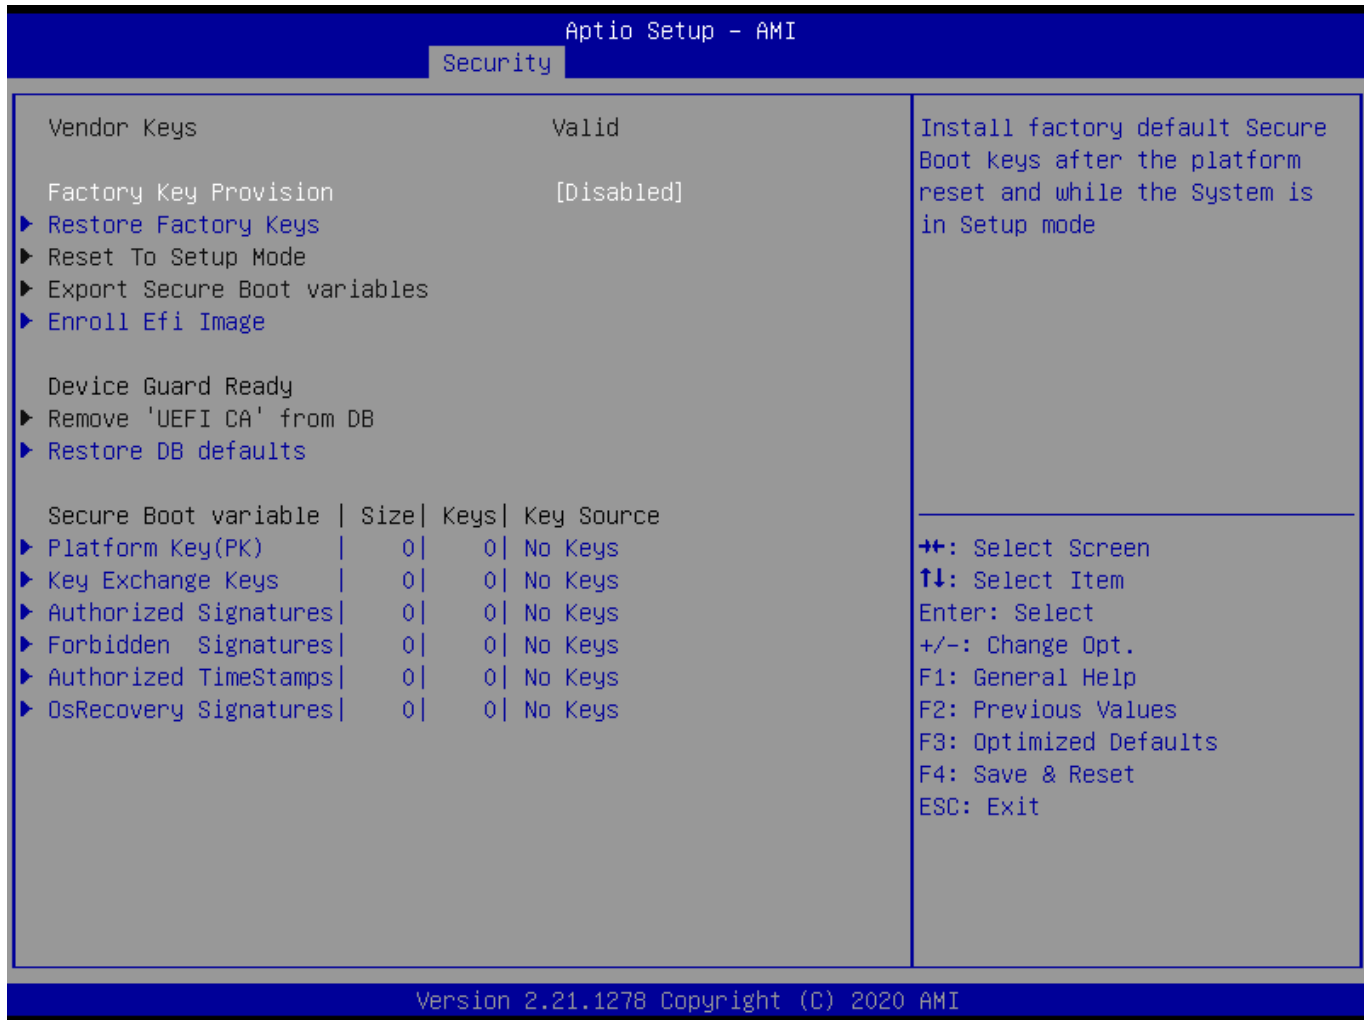 Aptio Setup – AMI
Security
Vendor Keys Valid
Factory Key Provision [Disabled]
Restore Factory Keys
Reset To Setup Mode
Export Secure Boot variables
Enroll Efi Image
Device Guard Ready
Remove 'UEFI CA' from DB
Restore DB defaults
Secure Boot variable | Size| Keys| Key Source
Platform Key(PK) | 0| 0| No Keys
Key Exchange Keys | 0| 0| No Keys
Authorized Signatures| 0| 0| No Keys
Forbidden Signatures| 0| 0| No Keys
Authorized TimeStamps| 0| 0| No Keys
OsRecovery Signatures| 0| 0| No Keys
Install factory default Secure
Boot keys after the platform
reset and while the System is
in Setup mode
→←: Select Screen
↑↓: Select Item
Enter: Select
+/-: Change Opt.
F1: General Help
F2: Previous Values
F3: Optimized Defaults
F4: Save & Reset
ESC: Exit
Version 2.21.1278 Copyright (C) 2020 AMI